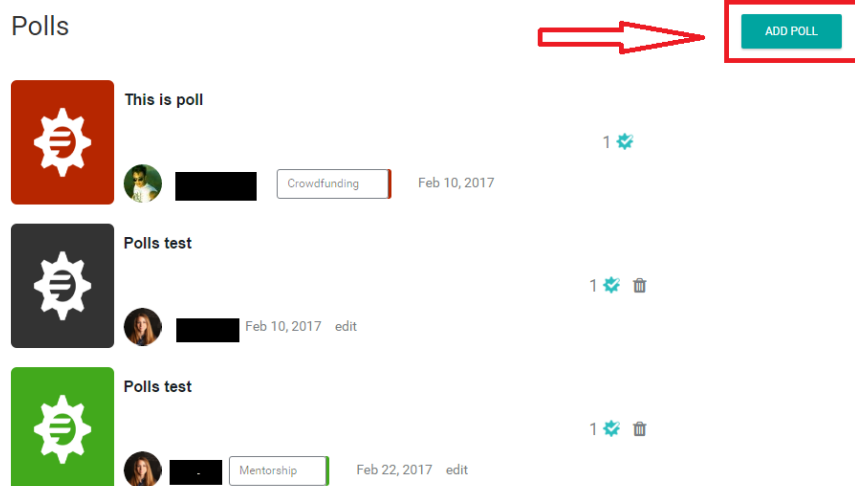 Polls
ADD POLL
This is poll
1
Crowdfunding
Feb 10, 2017
Polls test
1
Feb 10, 2017 edit
Polls test
1
Mentorship
Feb 22, 2017 edit